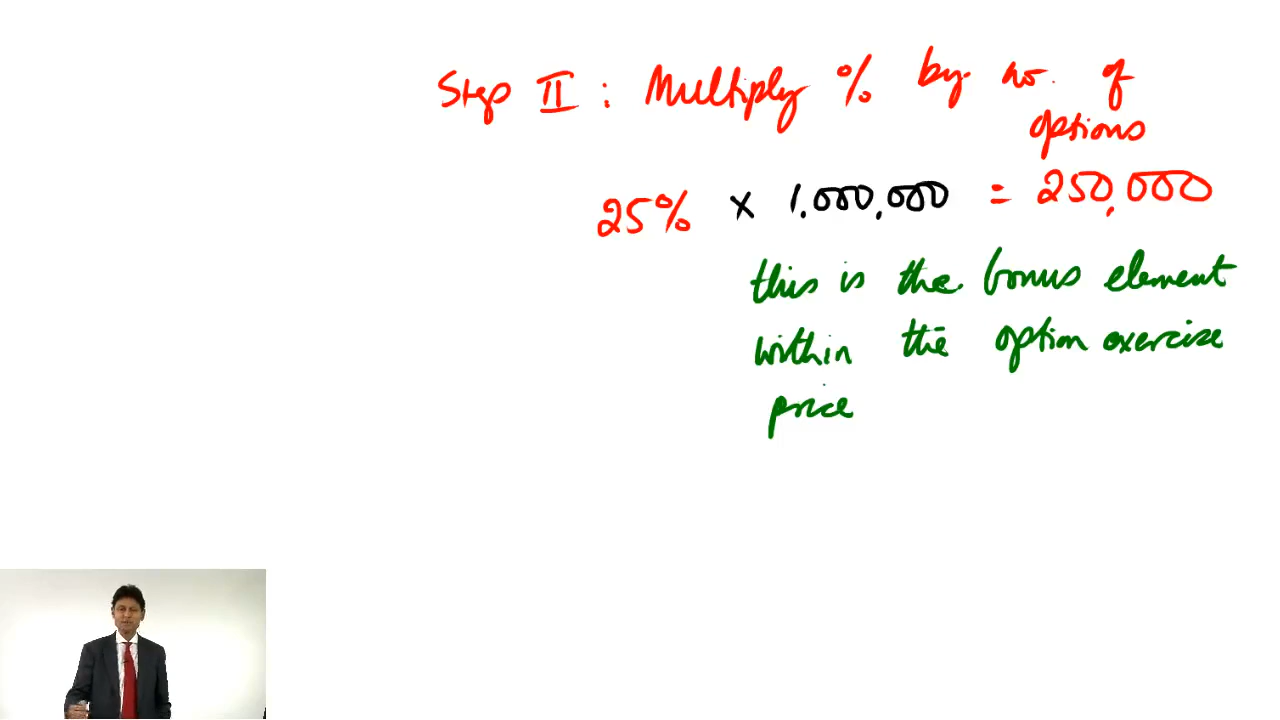 Step II : Multiply % by no. of
options
25% x 1,000,000 = 250,000
this is the bonus element
within the option exercise
price